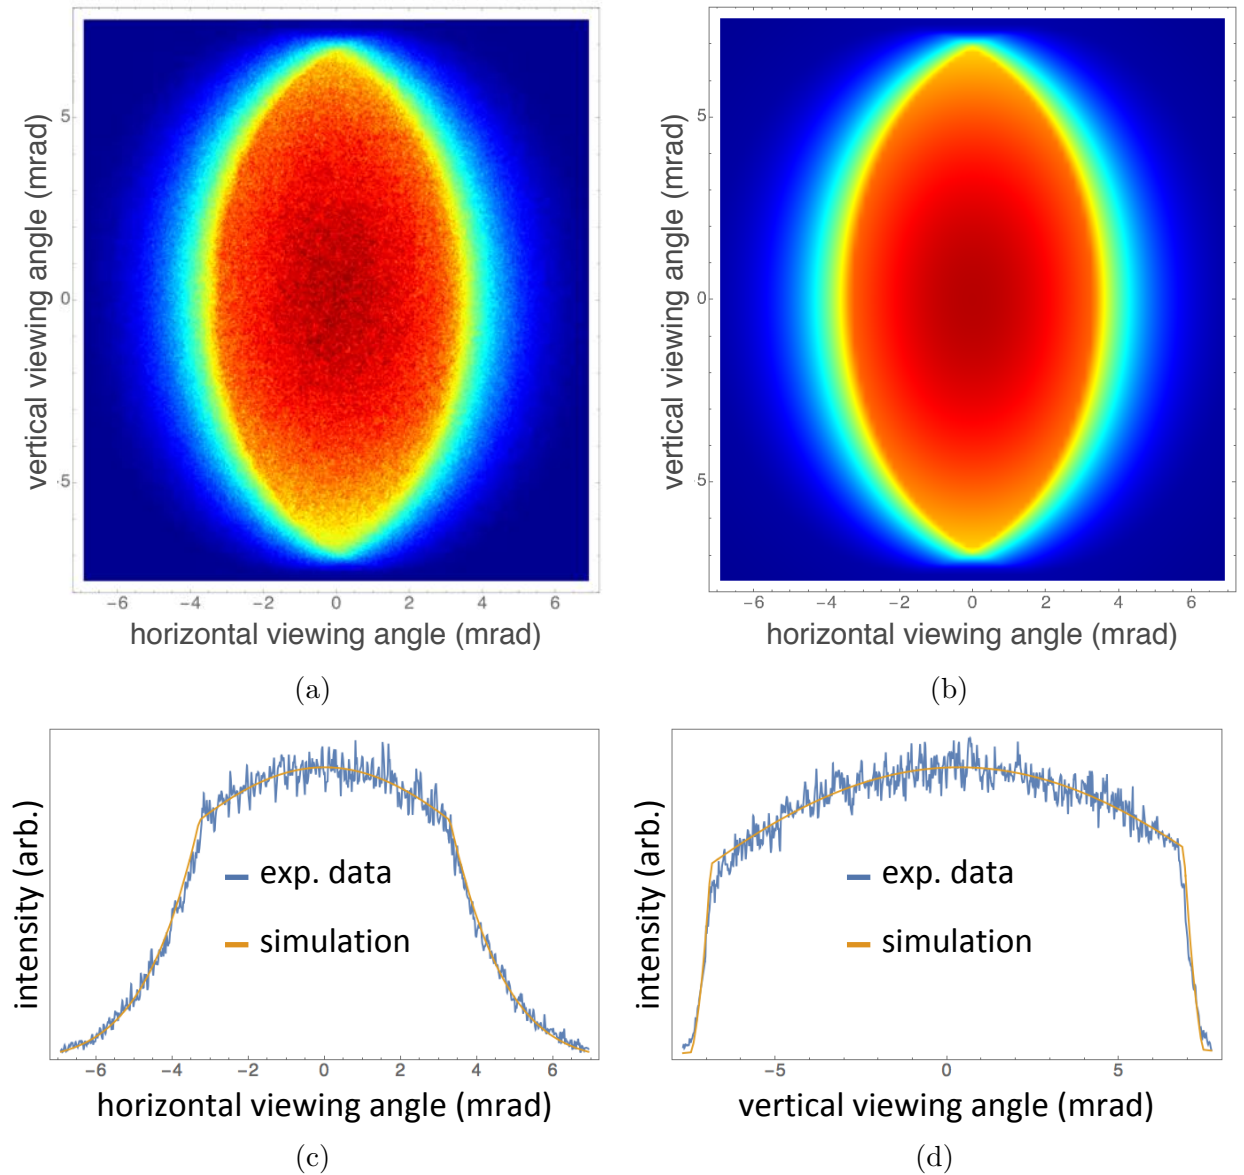 vertical viewing angle (mrad)
5
0
-5
−6 −4 −2 0 2 4 6
horizontal viewing angle (mrad)
(a)
vertical viewing angle (mrad)
5
0
-5
−6 −4 −2 0 2 4 6
horizontal viewing angle (mrad)
(b)
intensity (arb.)
exp. data
simulation
−6 −4 −2 0 2 4 6
horizontal viewing angle (mrad)
(c)
intensity (arb.)
exp. data
simulation
−5 0 5
vertical viewing angle (mrad)
(d)